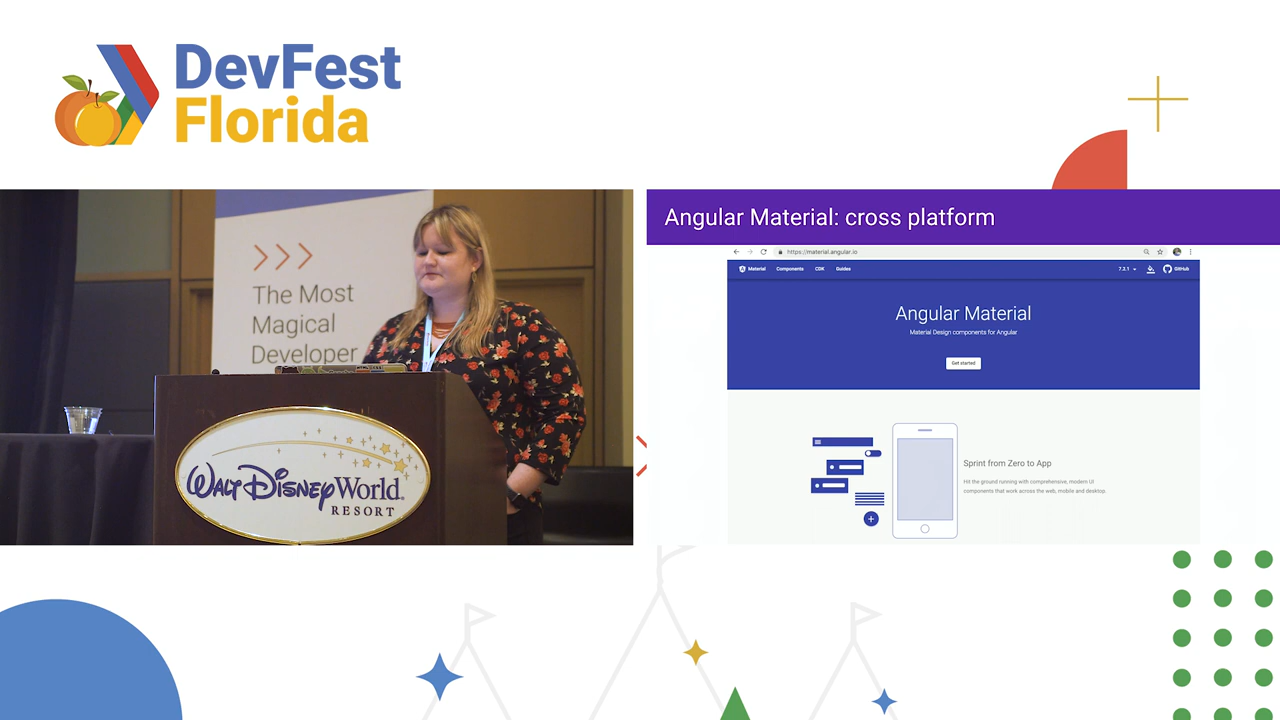 DevFest
Florida
The Most
Magical
Developer
WALT DISNEY World®
RESORT
Angular Material: cross platform
https://material.angular.io
Material Components CDK Guides 7.2.1 GitHub
Angular Material
Material Design components for Angular
Get started
Sprint from Zero to App
Hit the ground running with comprehensive, modern UI
components that work across the web, mobile and desktop.